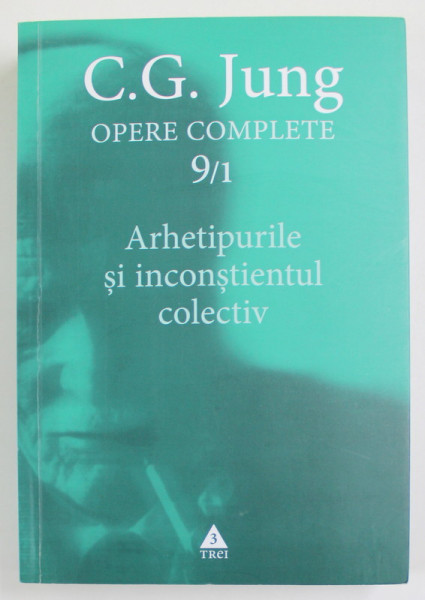 C.G. Jung
OPERE COMPLETE
9/1
Arhetipurile
și inconștientul
colectiv
3
TREI